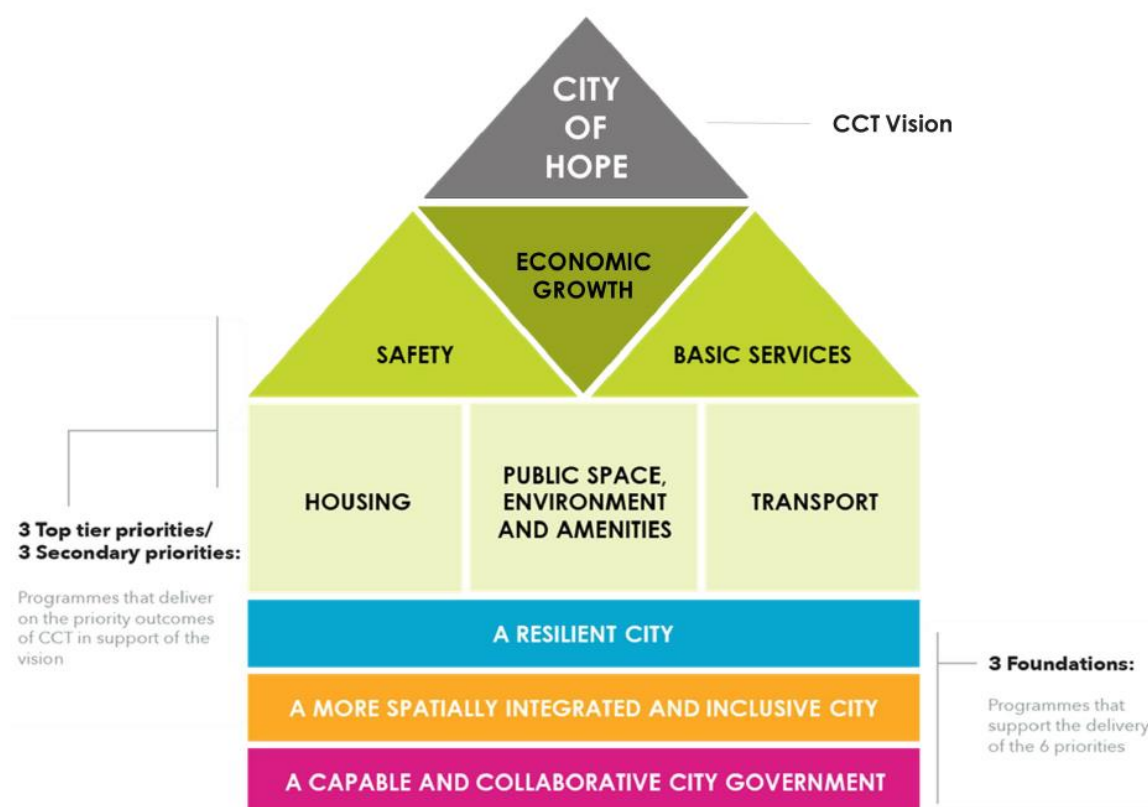 CITY
OF
HOPE
CCT Vision
ECONOMIC
GROWTH
SAFETY
BASIC SERVICES
HOUSING
PUBLIC SPACE,
ENVIRONMENT
AND AMENITIES
TRANSPORT
3 Top tier priorities/
3 Secondary priorities:
Programmes that deliver
on the priority outcomes
of CCT in support of the
vision
A RESILIENT CITY
A MORE SPATIALLY INTEGRATED AND INCLUSIVE CITY
A CAPABLE AND COLLABORATIVE CITY GOVERNMENT
3 Foundations:
Programmes that
support the delivery
of the 6 priorities